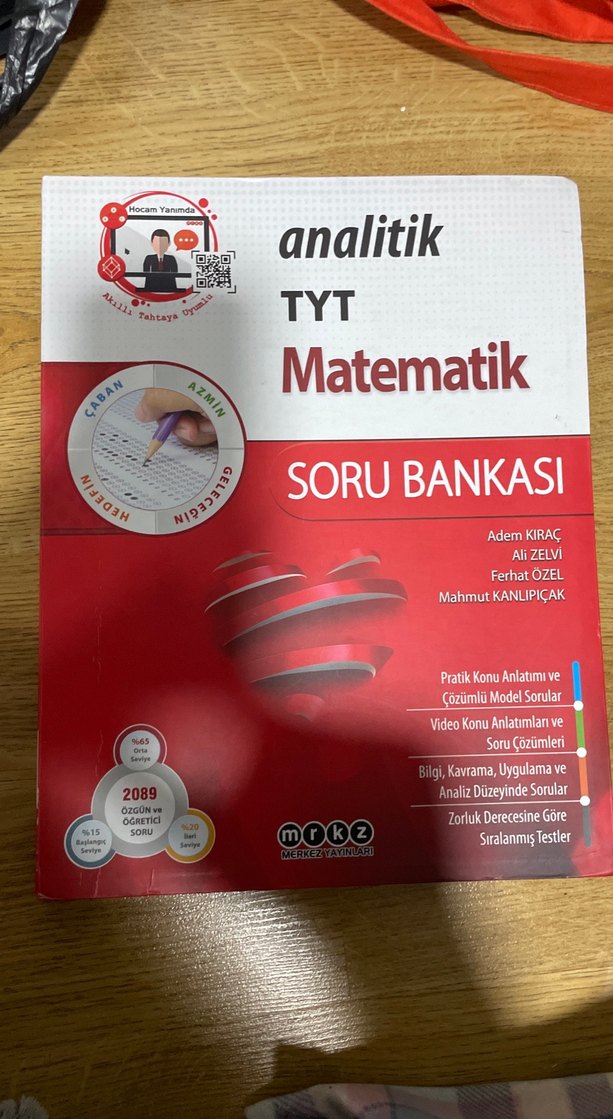 Hocam Yanımda
Akıllı Tahtaya Uyumlu
analitik
TYT
Matematik
ÇABAN
AZMİN
GELECEĞİN
HEDEFİN
SORU BANKASI
Adem KIRAÇ
Ali ZELVİ
Ferhat ÖZEL
Mahmut KANLIPIÇAK
Pratik Konu Anlatımı ve
Çözümlü Model Sorular
Video Konu Anlatımları ve
Soru Çözümleri
Bilgi, Kavrama, Uygulama ve
Analiz Düzeyinde Sorular
Zorluk Derecesine Göre
Sıralanmış Testler
%65
Orta
Seviye
2089
ÖZGÜN ve
ÖĞRETİCİ
SORU
%15
Başlangıç
Seviye
%20
İleri
Seviye
mrkz
MERKEZ YAYINLARI